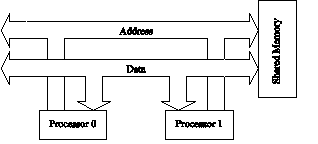 Address
Shared Memory
Data
Processor 0
Processor 1